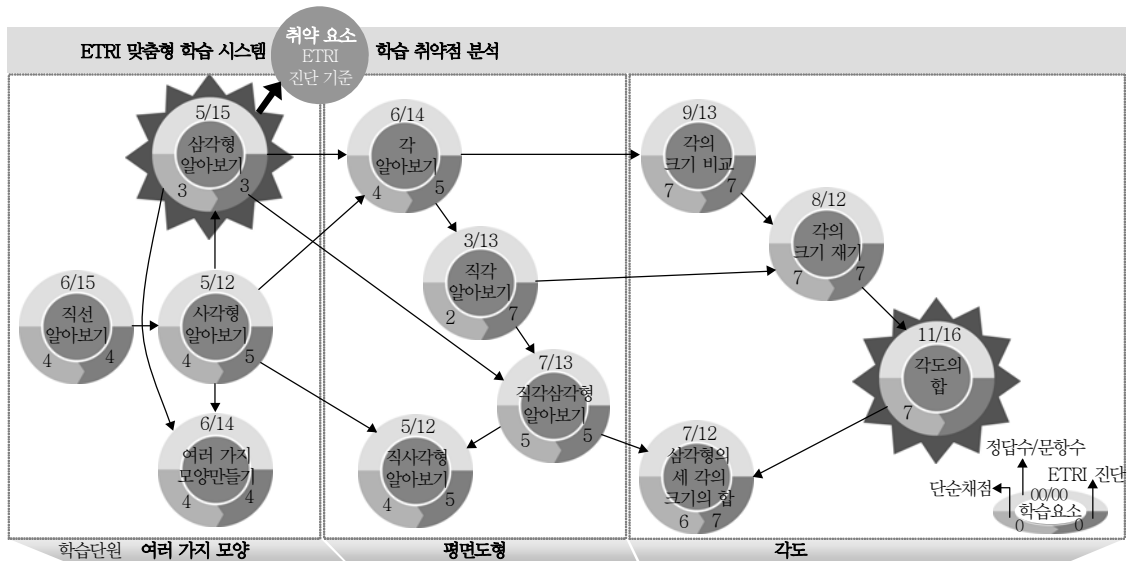 ETRI 맞춤형 학습 시스템
취약 요소
ETRI
진단 기준
학습 취약점 분석
5/15
삼각형
알아보기
3
3
6/15
직선
알아보기
4
4
5/12
사각형
알아보기
4
5
6/14
여러 가지
모양만들기
4
4
6/14
각
알아보기
4
5
3/13
직각
알아보기
2
7
7/13
직각삼각형
알아보기
5
5
5/12
직사각형
알아보기
4
5
9/13
각의
크기 비교
7
7
8/12
각의
크기 재기
7
7
11/16
각도의
합
7
7/12
삼각형의
세 각의
크기의 합
6
7
정답수/문항수
ETRI 진단
단순채점
00/00
학습요소
0
0
학습단원
여러 가지 모양
평면도형
각도